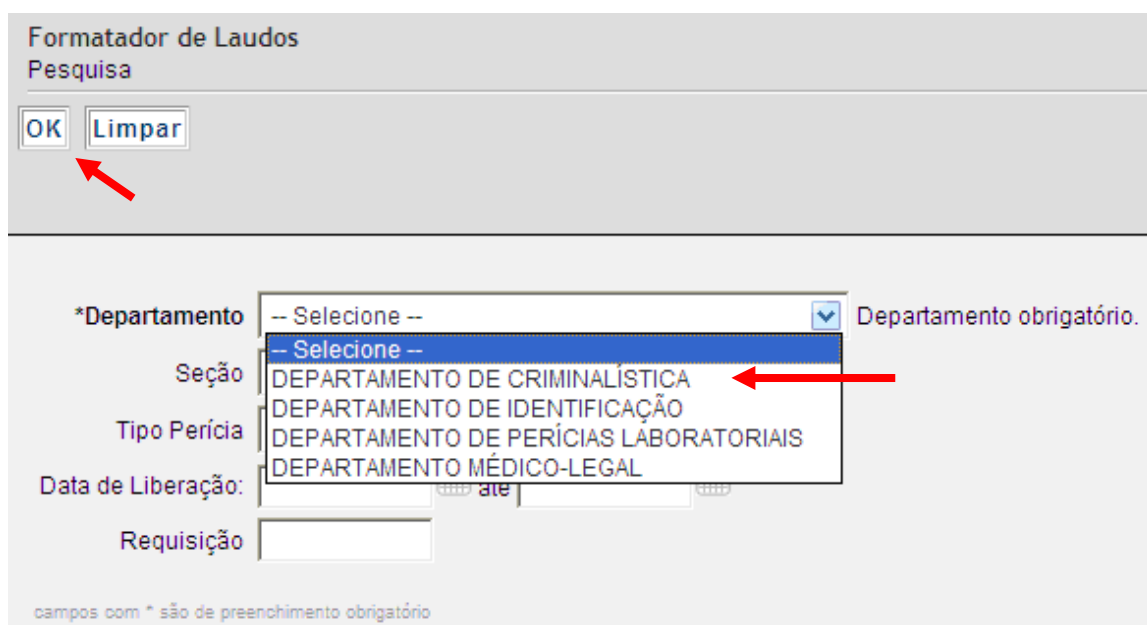 Formatador de Laudos
Pesquisa
OK Limpar
*Departamento -- Selecione -- Departamento obrigatório.
-- Selecione --
Seção
DEPARTAMENTO DE CRIMINALÍSTICA
DEPARTAMENTO DE IDENTIFICAÇÃO
Tipo Perícia
DEPARTAMENTO DE PERÍCIAS LABORATORIAIS
DEPARTAMENTO MÉDICO-LEGAL
Data de Liberação: até
Requisição
campos com * são de preenchimento obrigatório